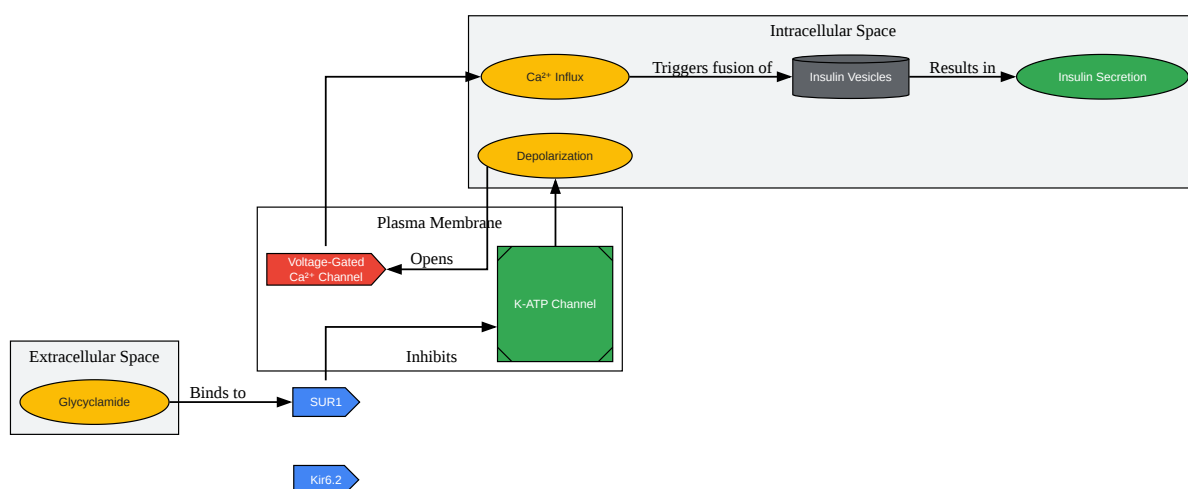 Intracellular Space
Ca²⁺ Influx
Triggers fusion of
Insulin Vesicles
Results in
Insulin Secretion
Depolarization
Plasma Membrane
Voltage-Gated
Ca²⁺ Channel
Opens
K-ATP Channel
Inhibits
Extracellular Space
Glycyclamide
Binds to
SUR1
Kir6.2